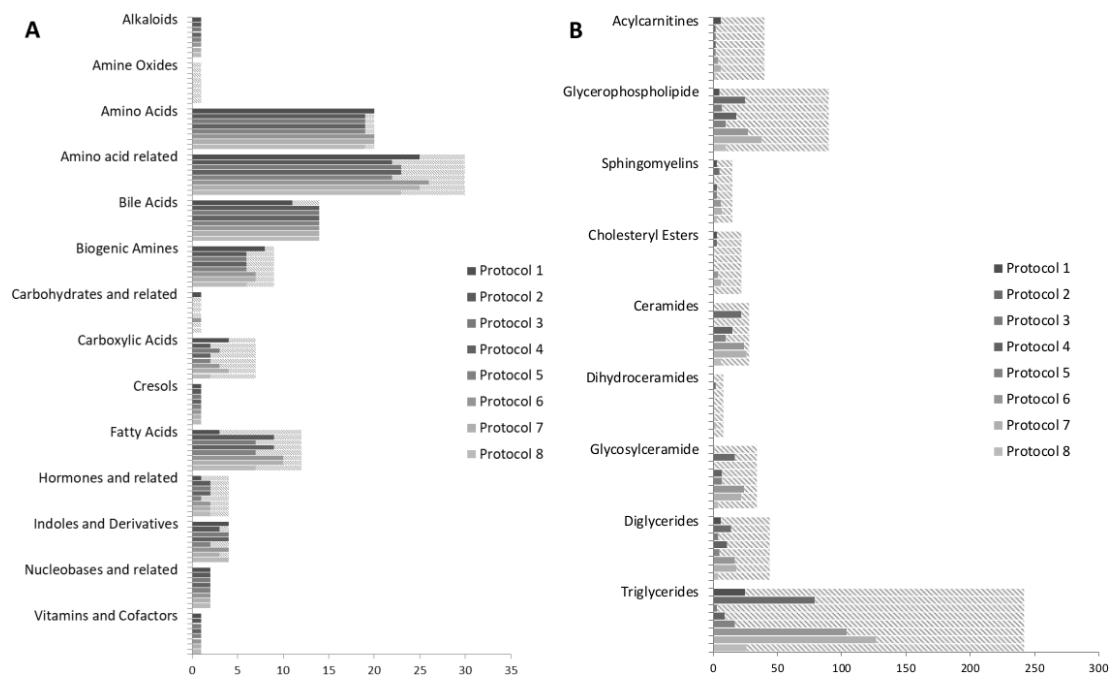 A
Alkaloids
Amine Oxides
Amino Acids
Amino acid related
Bile Acids
Biogenic Amines
Carbohydrates and related
Carboxylic Acids
Cresols
Fatty Acids
Hormones and related
Indoles and Derivatives
Nucleobases and related
Vitamins and Cofactors
0 5 10 15 20 25 30 35
Protocol 1
Protocol 2
Protocol 3
Protocol 4
Protocol 5
Protocol 6
Protocol 7
Protocol 8
B
Acylcarnitines
Glycerophospholipide
Sphingomyelins
Cholesteryl Esters
Ceramides
Dihydroceramides
Glycosylceramide
Diglycerides
Triglycerides
0 50 100 150 200 250 300
Protocol 1
Protocol 2
Protocol 3
Protocol 4
Protocol 5
Protocol 6
Protocol 7
Protocol 8